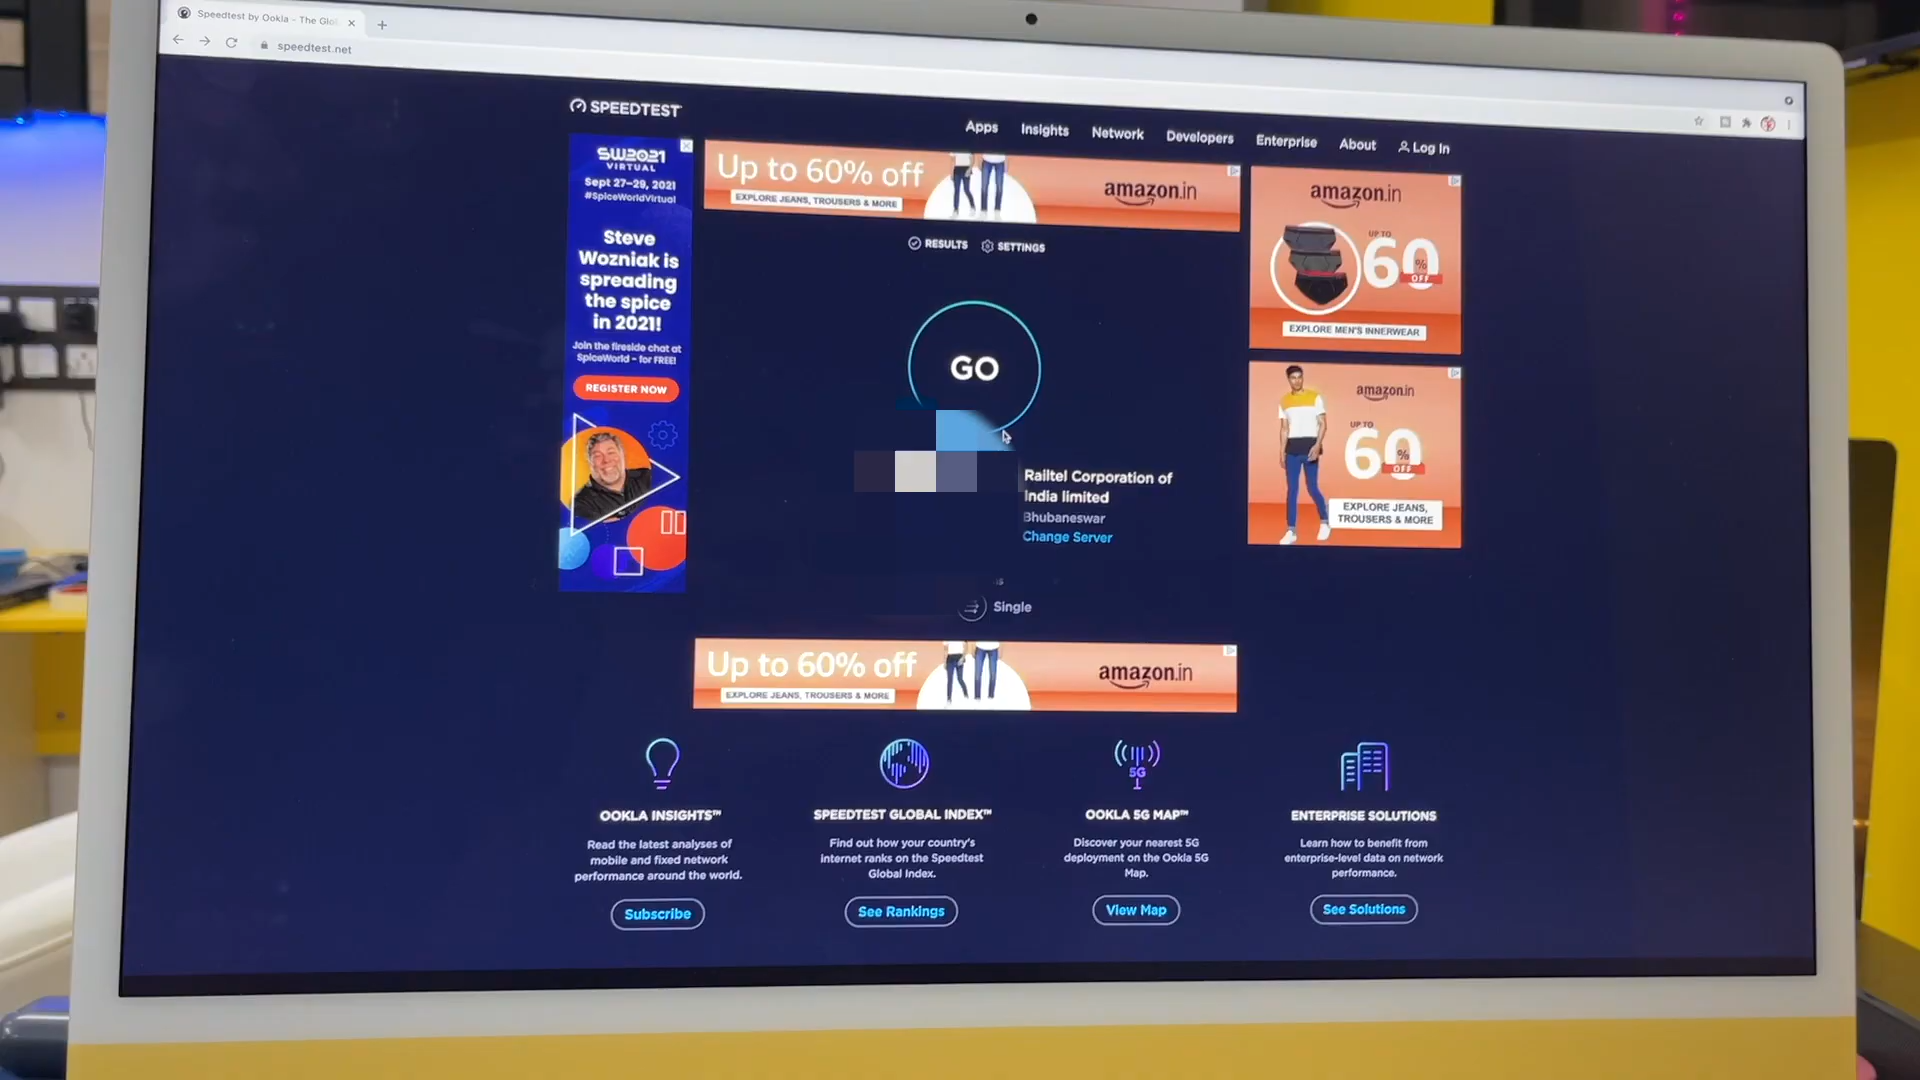 Speedtest by Ookla - The Glo
speedtest.net
SPEEDTEST
Apps
Insights
Network
Developers
Enterprise
About
Log In
SW2021
VIRTUAL
Sept 27–29, 2021
#SpiceWorldVirtual
Steve
Wozniak is
spreading
the spice
in 2021!
Join the fireside chat at
SpiceWorld - for FREE!
REGISTER NOW
Up to 60% off
EXPLORE JEANS, TROUSERS & MORE
amazon.in
amazon.in
UP TO
60% OFF
EXPLORE MEN'S INNERWEAR
RESULTS
SETTINGS
GO
amazon.in
UP TO
60% OFF
EXPLORE JEANS,
TROUSERS & MORE
Railtel Corporation of
India limited
Bhubaneswar
Change Server
Single
Up to 60% off
EXPLORE JEANS, TROUSERS & MORE
amazon.in
5G
OOKLA INSIGHTS™
Read the latest analyses of
mobile and fixed network
performance around the world.
Subscribe
SPEEDTEST GLOBAL INDEX™
Find out how your country's
internet ranks on the Speedtest
Global Index.
See Rankings
OOKLA 5G MAP™
Discover your nearest 5G
deployment on the Ookla 5G
Map.
View Map
ENTERPRISE SOLUTIONS
Learn how to benefit from
enterprise-level data on network
performance.
See Solutions